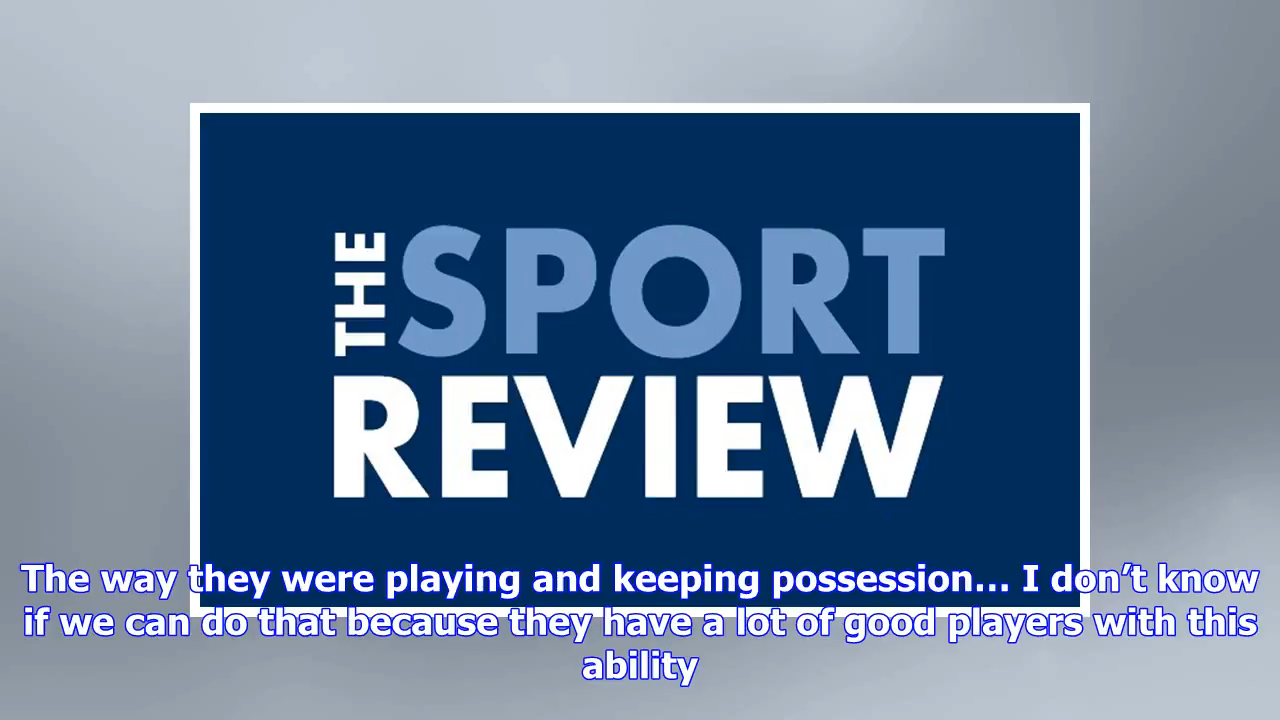 THE SPORT
REVIEW
The way they were playing and keeping possession... I don’t know
if we can do that because they have a lot of good players with this
ability